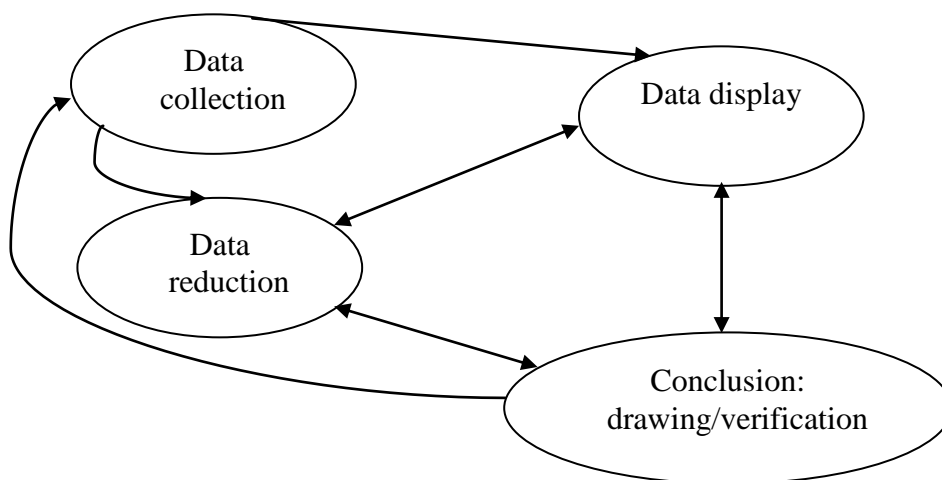 Data
collection
Data display
Data
reduction
Conclusion:
drawing/verification